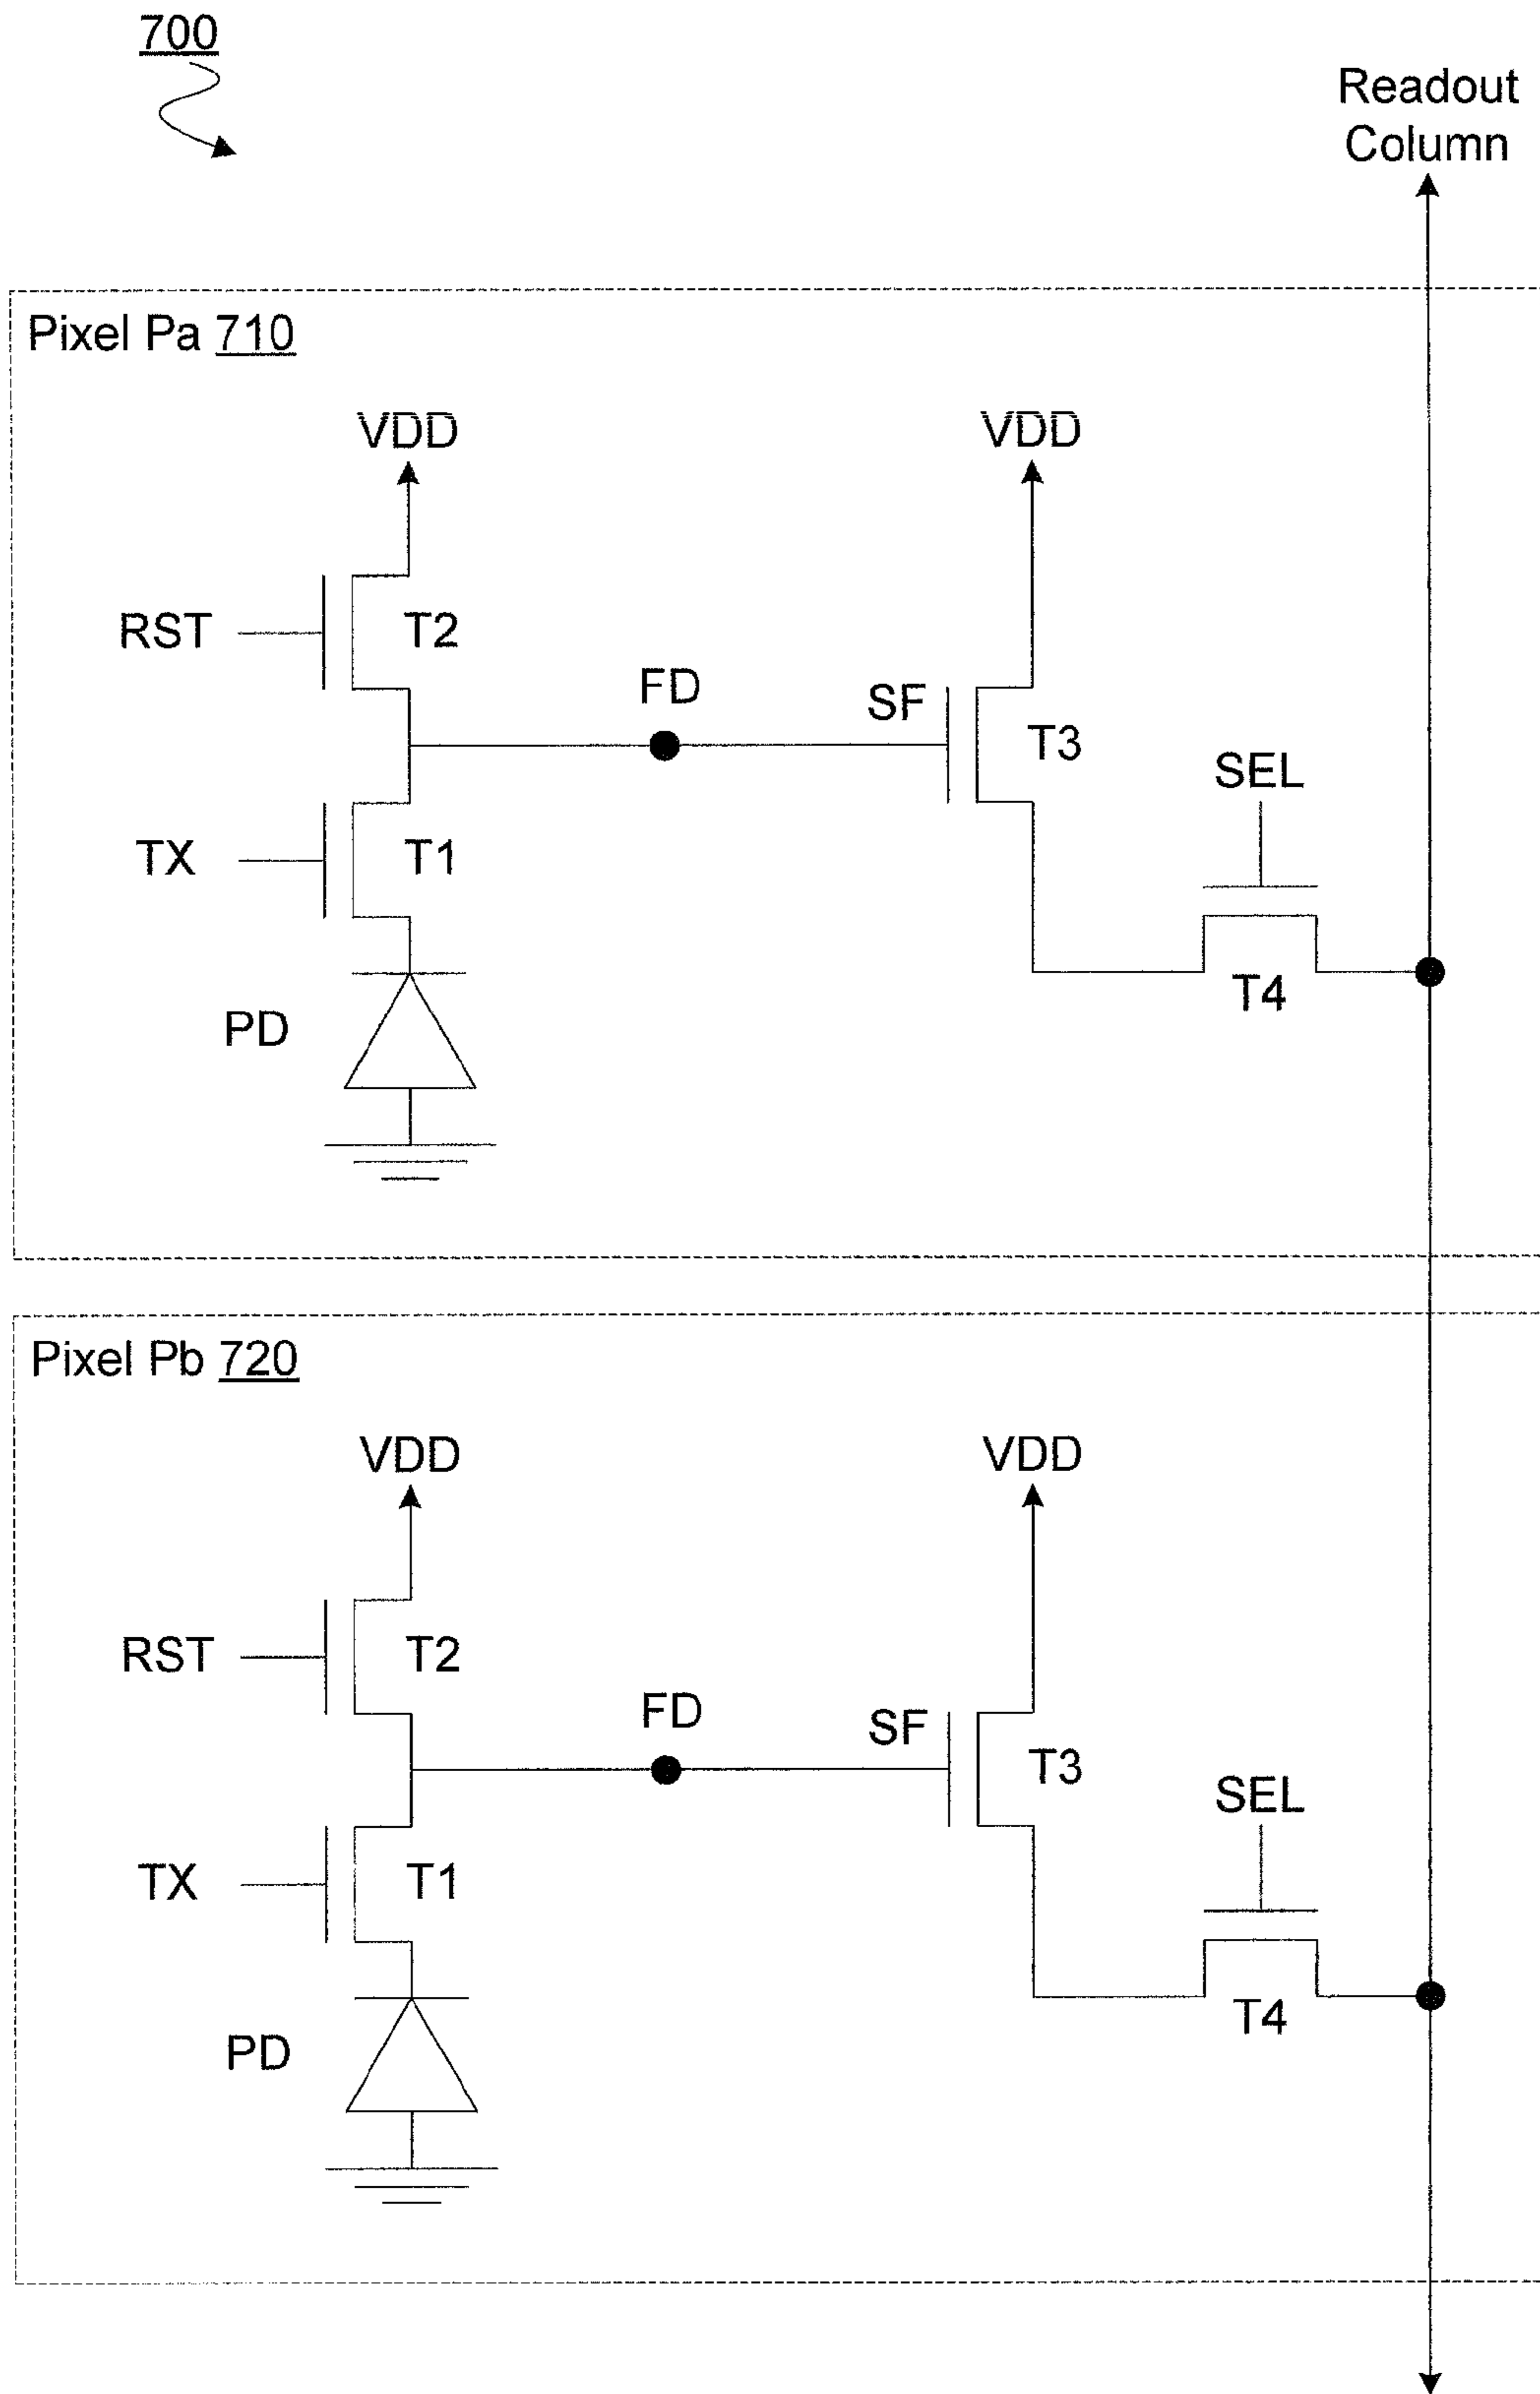 700
Readout
Column
Pixel Pa 710
VDD
VDD
RST
T2
FD
SF
T3
SEL
TX
T1
T4
PD
Pixel Pb 720
VDD
VDD
RST
T2
FD
SF
T3
SEL
TX
T1
T4
PD